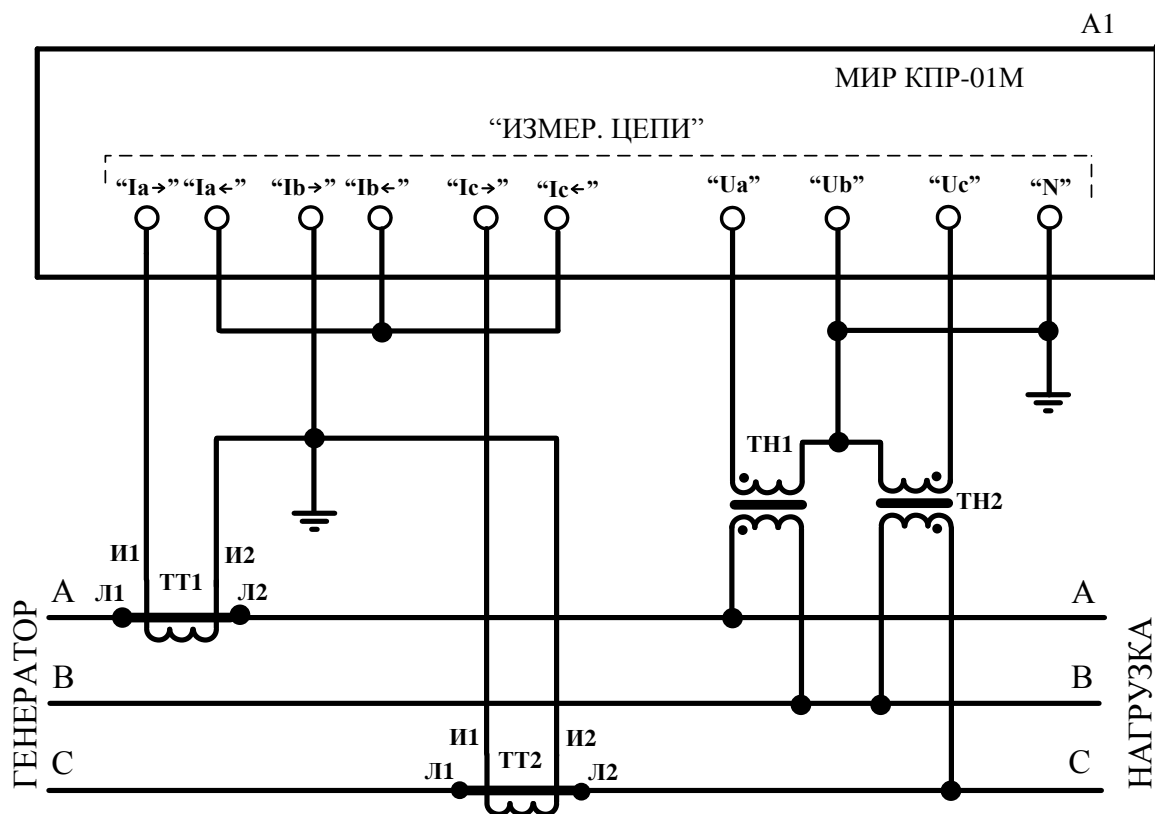 A1
МИР КПР-01М
“ИЗМЕР. ЦЕПИ”
“Ia→” “Ia←” “Ib→” “Ib←” “Ic→” “Ic←” “Ua” “Ub” “Uc” “N”
ТН1
ТН2
И1 И2
ТТ1
Л1 Л2
A A
B B
И1 И2
ТТ2
Л1 Л2
C C
ГЕНЕРАТОР
НАГРУЗКА